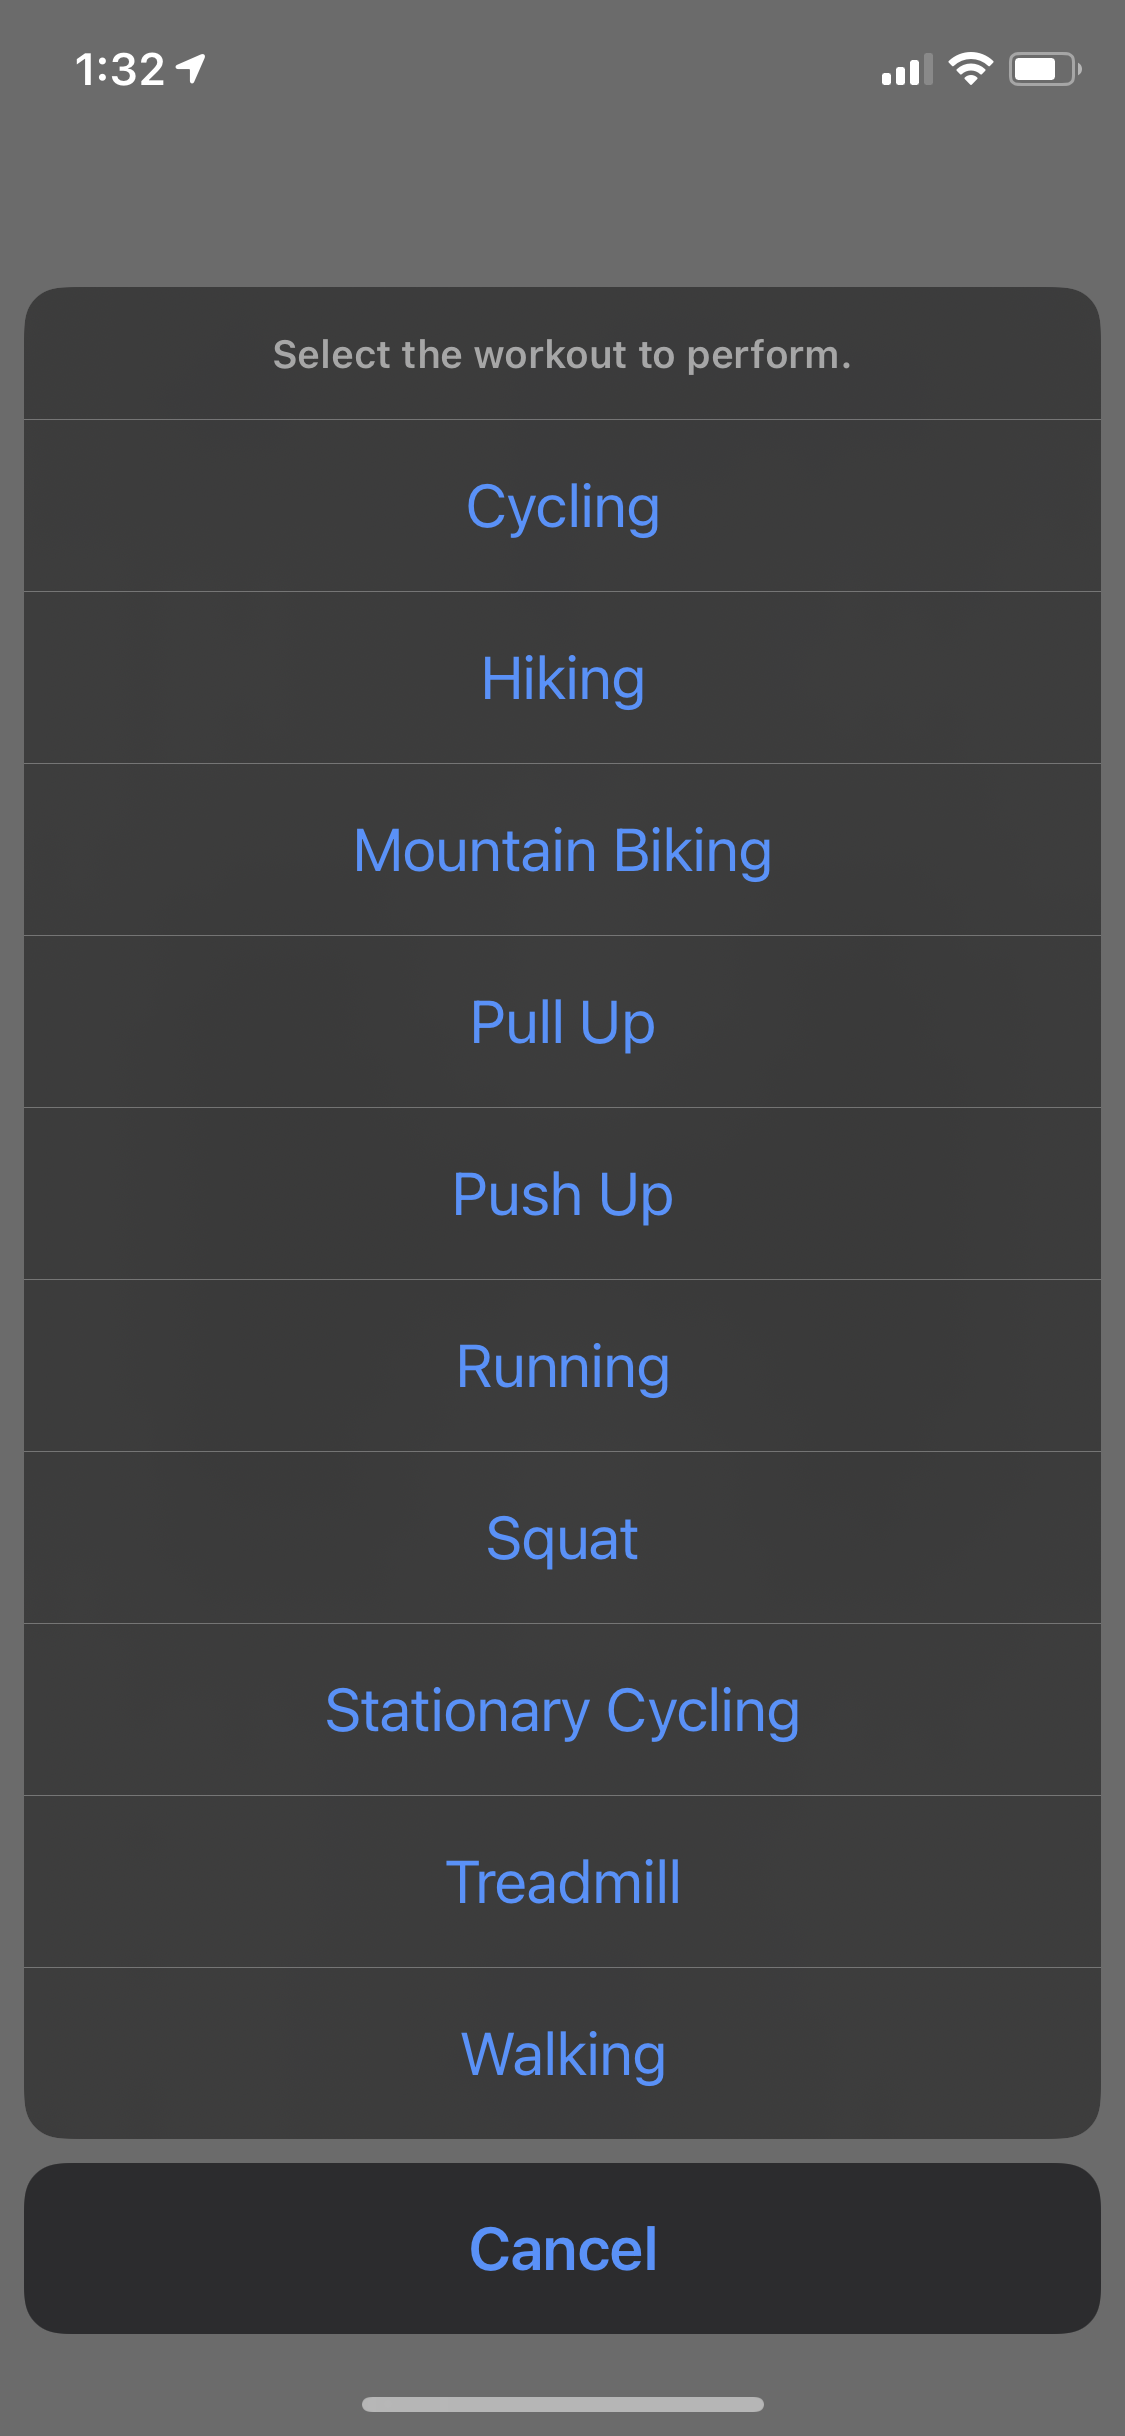 1:32
Select the workout to perform.
Cycling
Hiking
Mountain Biking
Pull Up
Push Up
Running
Squat
Stationary Cycling
Treadmill
Walking
Cancel